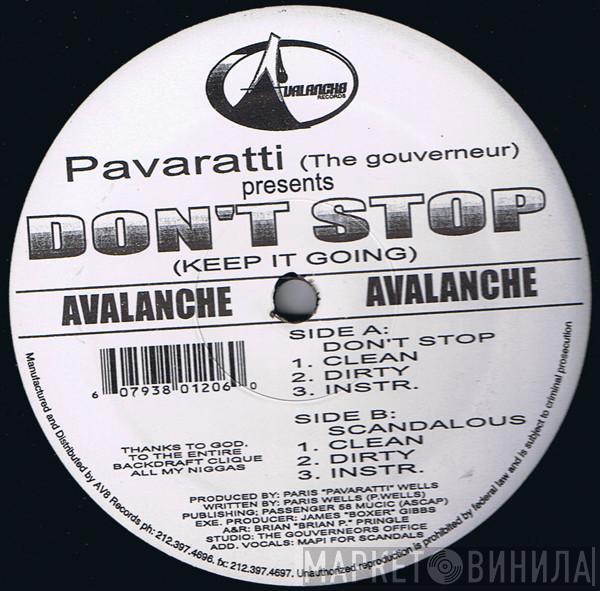 AVALANCHE
RECORDS
Pavaratti (The gouverneur)
presents
DON'T STOP
(KEEP IT GOING)
AVALANCHE AVALANCHE
SIDE A:
DON'T STOP
1. CLEAN
2. DIRTY
3. INSTR.
6 07938 01206 0
SIDE B:
SCANDALOUS
1. CLEAN
2. DIRTY
3. INSTR.
THANKS TO GOD,
TO THE ENTIRE
BACKDRAFT CLIQUE
ALL MY NIGGAS
PRODUCED BY: PARIS "PAVARATTI" WELLS
WRITTEN BY: PARIS WELLS (P.WELLS)
PUBLISHING; PASSENGER 58 MUCIC (ASCAP)
EXE. PRODUCER: JAMES "BOXER" GIBBS
A&R: BRIAN "BRIAN P." PRINGLE
STUDIO: THE GOUVERNEORS OFFICE
ADD. VOCALS: MAPI FOR SCANDALS
Manufactured and Distributed by AV8 Records ph: 212.397.4696. fx: 212.397.4697. Unauthorized reproduction is prohibited by federal law and is subject to criminal prosecution
МАРКЕТ ВИНИЛА